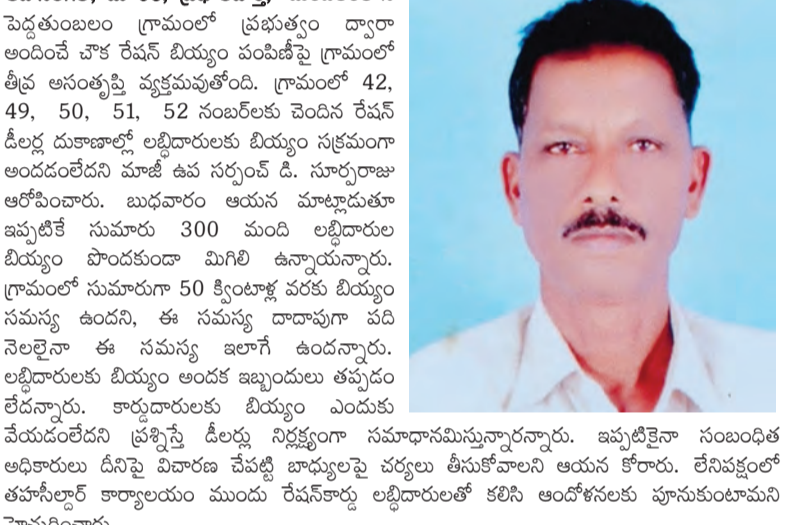 పెద్దతుంబలం గ్రామంలో ప్రభుత్వం ద్వారా
అందించే చౌక రేషన్ బియ్యం పంపిణీపై గ్రామంలో
తీవ్ర అసంతృప్తి వ్యక్తమవుతోంది. గ్రామంలో 42,
49, 50, 51, 52 నంబర్‌లకు చెందిన రేషన్
డీలర్ల దుకాణాల్లో లబ్ధిదారులకు బియ్యం సక్రమంగా
అందడంలేదని మాజీ ఉప సర్పంచ్ డి. సూర్పరాజు
ఆరోపించారు. బుధవారం ఆయన మాట్లాడుతూ
ఇప్పటికే సుమారు 300 మంది లబ్ధిదారుల
బియ్యం పొందకుండా మిగిలి ఉన్నాయన్నారు.
గ్రామంలో సుమారుగా 50 క్వింటాళ్ల వరకు బియ్యం
సమస్య ఉందని, ఈ సమస్య దాదాపుగా పది
నెలలైనా ఈ సమస్య ఇలాగే ఉందన్నారు.
లబ్ధిదారులకు బియ్యం అందక ఇబ్బందులు తప్పడం
లేదన్నారు. కార్డుదారులకు బియ్యం ఎందుకు
వేయడంలేదని ప్రశ్నిస్తే డీలర్లు నిర్లక్ష్యంగా సమాధానమిస్తున్నారన్నారు. ఇప్పటికైనా సంబంధిత
అధికారులు దీనిపై విచారణ చేపట్టి బాధ్యులపై చర్యలు తీసుకోవాలని ఆయన కోరారు. లేనిపక్షంలో
తహసీల్దార్ కార్యాలయం ముందు రేషన్‌కార్డు లబ్ధిదారులతో కలిసి ఆందోళనలకు పూనుకుంటామని